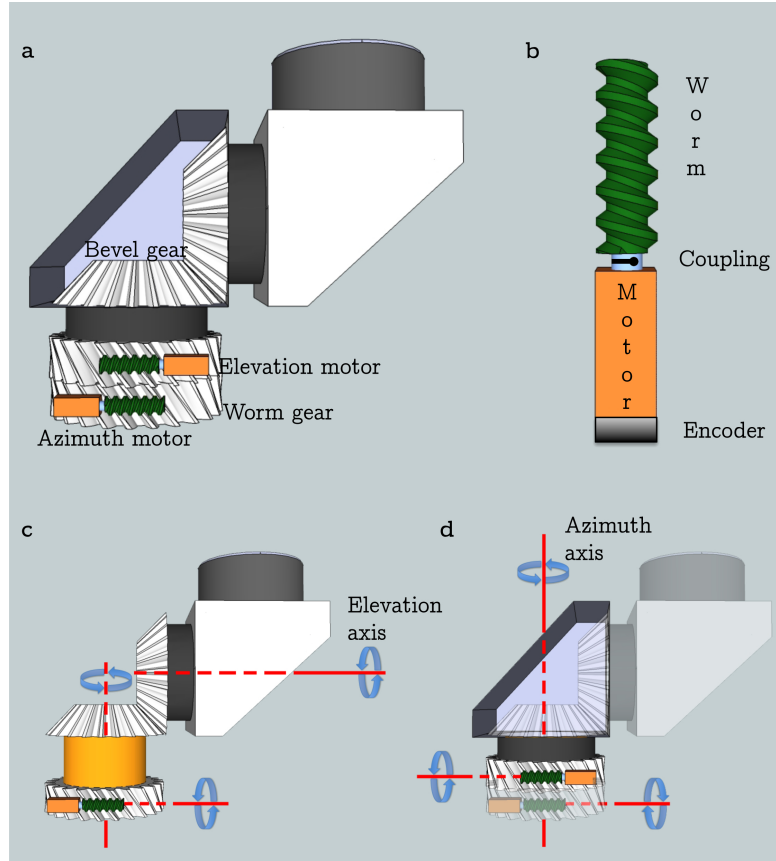 a
Bevel gear
Elevation motor
Worm gear
Azimuth motor
b
W
o
r
m
Coupling
M
o
t
o
r
Encoder
c
Elevation
axis
d
Azimuth
axis